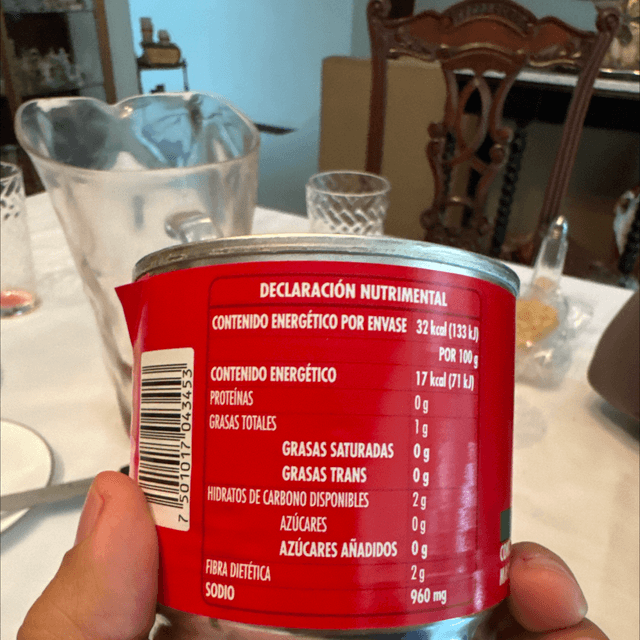 DECLARACIÓN NUTRIMENTAL
CONTENIDO ENERGÉTICO POR ENVASE 32 kcal (133 kJ)
POR 100 g
CONTENIDO ENERGÉTICO 17 kcal (71 kJ)
PROTEÍNAS 0 g
GRASAS TOTALES 1 g
GRASAS SATURADAS 0 g
GRASAS TRANS 0 g
HIDRATOS DE CARBONO DISPONIBLES 2 g
AZÚCARES 0 g
AZÚCARES AÑADIDOS 0 g
FIBRA DIETÉTICA 2 g
SODIO 960 mg
7 501017 043453